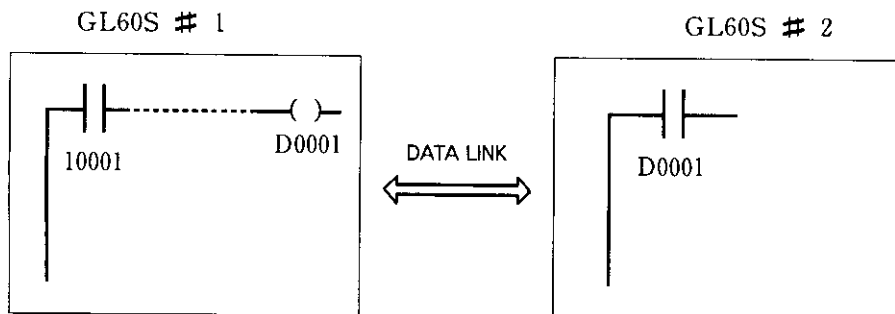 GL60S # 1
GL60S # 2
10001
D0001
DATA LINK
D0001